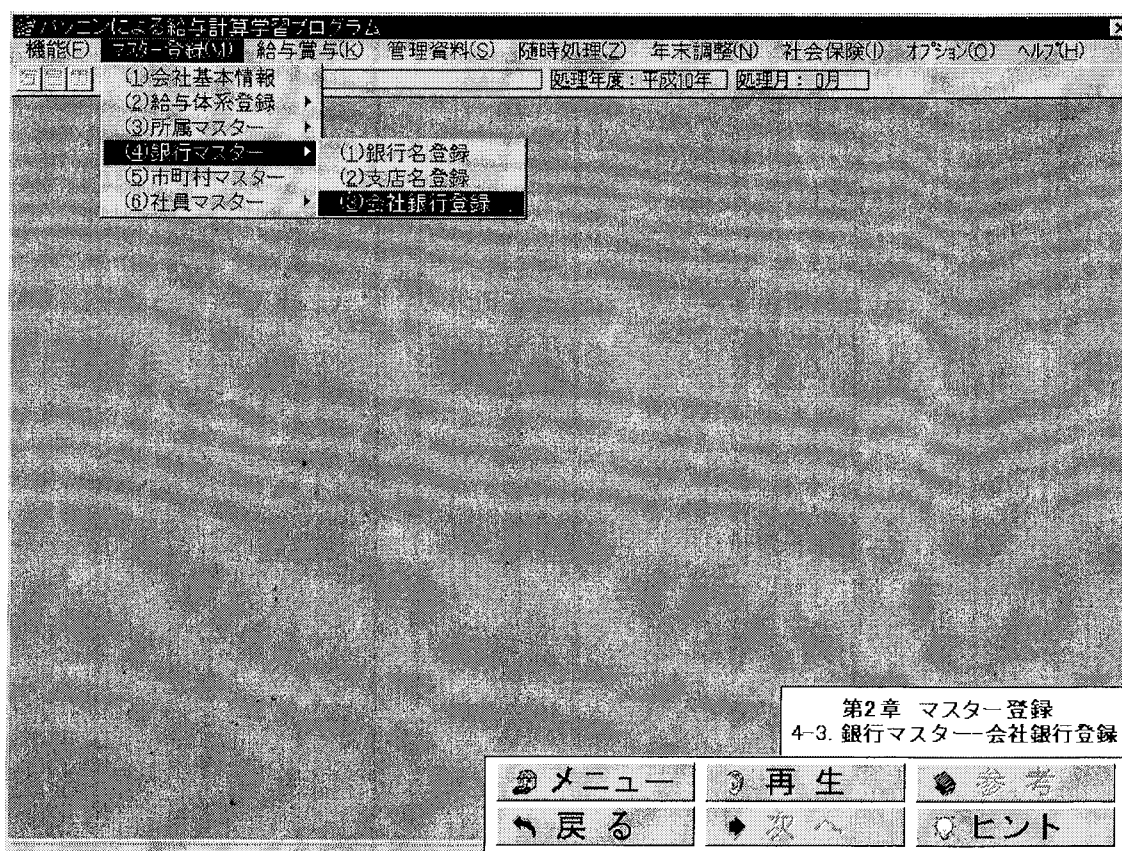 パソコンによる給与計算学習プログラム
機能(F) マスター登録(M) 給与賞与(K) 管理資料(S) 随時処理(Z) 年末調整(N) 社会保険(I) オプション(O) ヘルプ(H)
処理年度：平成10年 処理月： 0月
(1)会社基本情報
(2)給与体系登録
(3)所属マスター
(4)銀行マスター
(5)市町村マスター
(6)社員マスター
(1)銀行名登録
(2)支店名登録
(3)会社銀行登録
第2章 マスター登録
4-3. 銀行マスター--会社銀行登録
メニュー 再生 参考
戻る 次へ ヒント